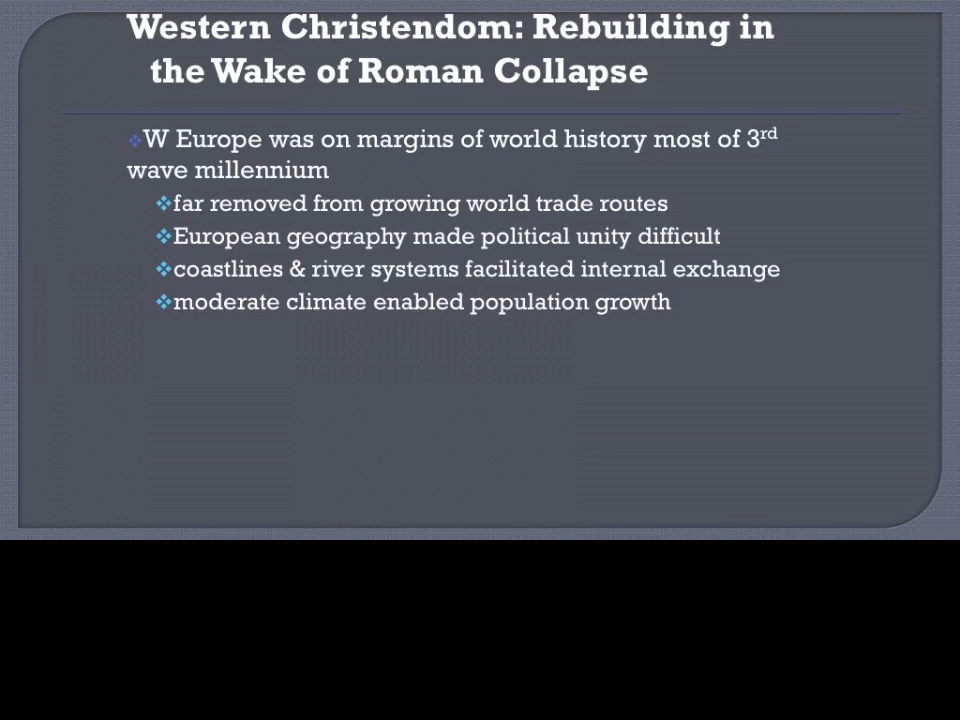 Western Christendom: Rebuilding in
the Wake of Roman Collapse
❖W Europe was on margins of world history most of 3rd
wave millennium
❖far removed from growing world trade routes
❖European geography made political unity difficult
❖coastlines & river systems facilitated internal exchange
❖moderate climate enabled population growth